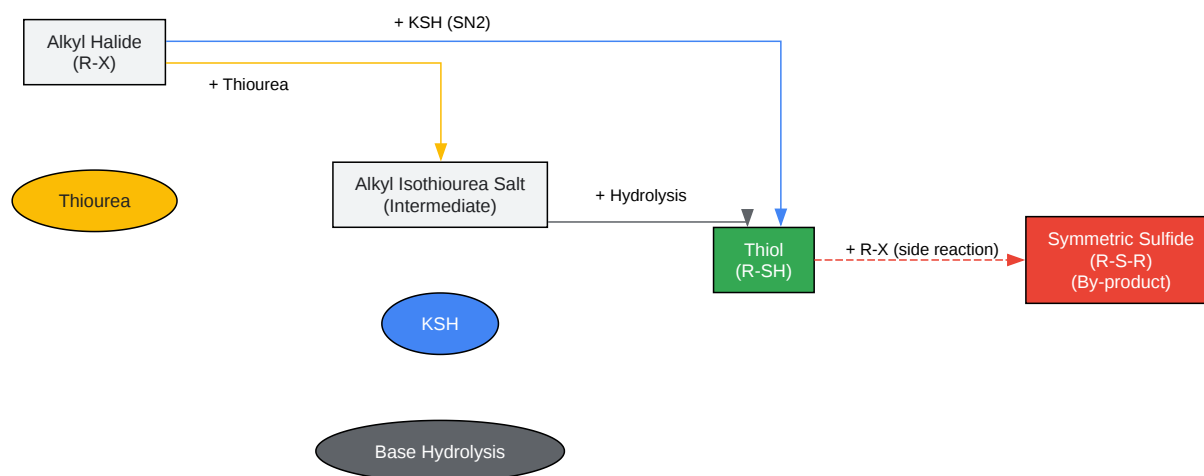 + KSH (SN2)
Alkyl Halide
(R-X)
+ Thiourea
Alkyl Isothiourea Salt
(Intermediate)
+ Hydrolysis
Thiourea
Thiol
(R-SH)
+ R-X (side reaction)
Symmetric Sulfide
(R-S-R)
(By-product)
KSH
Base Hydrolysis